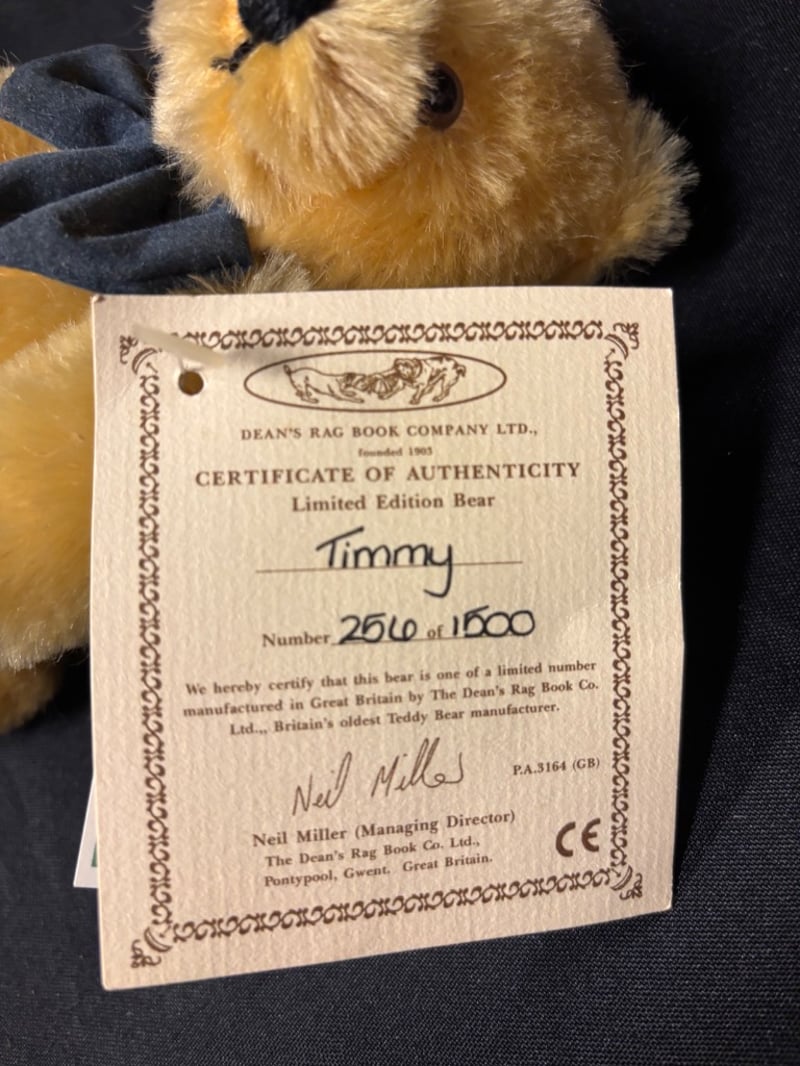 DEAN'S RAG BOOK COMPANY LTD.,
founded 1903
CERTIFICATE OF AUTHENTICITY
Limited Edition Bear
Timmy
Number 256 of 1500
We hereby certify that this bear is one of a limited number
manufactured in Great Britain by The Dean's Rag Book Co.
Ltd.,, Britain's oldest Teddy Bear manufacturer.
Neil Miller
P.A.3164 (GB)
Neil Miller (Managing Director)
The Dean's Rag Book Co. Ltd.,
Pontypool, Gwent. Great Britain.
CE